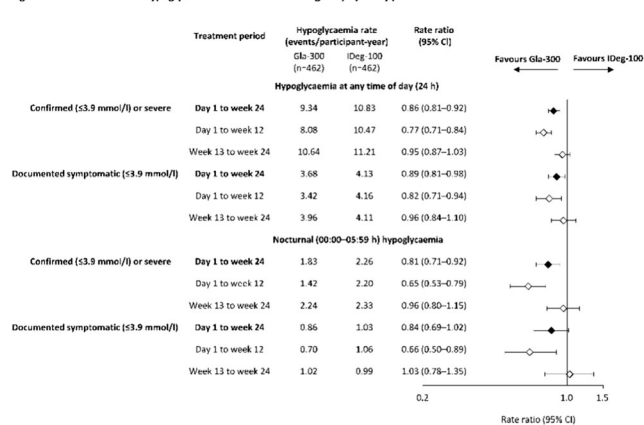 Treatment period Hypoglycaemia rate Rate ratio
(events/participant-year) (95% CI)
Gla-300 IDeg-100 Favours Gla-300 Favours IDeg-100
(n=462) (n=462)
Hypoglycaemia at any time of day (24 h)
Confirmed (≤3.9 mmol/l) or severe Day 1 to week 24 9.34 10.83 0.86 (0.81–0.92)
Day 1 to week 12 8.08 10.47 0.77 (0.71–0.84)
Week 13 to week 24 10.64 11.21 0.95 (0.87–1.03)
Documented symptomatic (≤3.9 mmol/l) Day 1 to week 24 3.68 4.13 0.89 (0.81–0.98)
Day 1 to week 12 3.42 4.16 0.82 (0.71–0.94)
Week 13 to week 24 3.96 4.11 0.96 (0.84–1.10)
Nocturnal (00:00–05:59 h) hypoglycaemia
Confirmed (≤3.9 mmol/l) or severe Day 1 to week 24 1.83 2.26 0.81 (0.71–0.92)
Day 1 to week 12 1.42 2.20 0.65 (0.53–0.79)
Week 13 to week 24 2.24 2.33 0.96 (0.80–1.15)
Documented symptomatic (≤3.9 mmol/l) Day 1 to week 24 0.86 1.03 0.84 (0.69–1.02)
Day 1 to week 12 0.70 1.06 0.66 (0.50–0.89)
Week 13 to week 24 1.02 0.99 1.03 (0.78–1.35)
0.2 1.0 1.5
Rate ratio (95% CI)